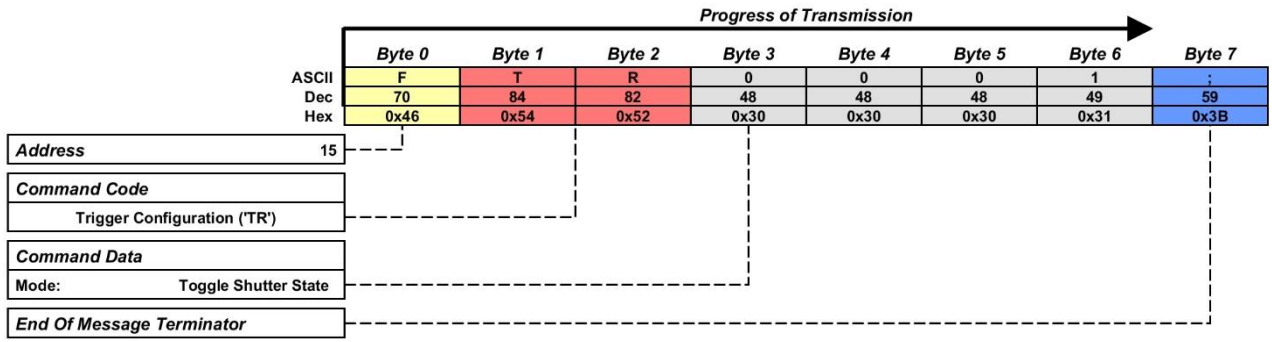 Progress of Transmission
Byte 0 Byte 1 Byte 2 Byte 3 Byte 4 Byte 5 Byte 6 Byte 7
ASCII F T R 0 0 0 1 ;
Dec 70 84 82 48 48 48 49 59
Hex 0x46 0x54 0x52 0x30 0x30 0x30 0x31 0x3B
Address 15
Command Code
Trigger Configuration ('TR')
Command Data
Mode: Toggle Shutter State
End Of Message Terminator